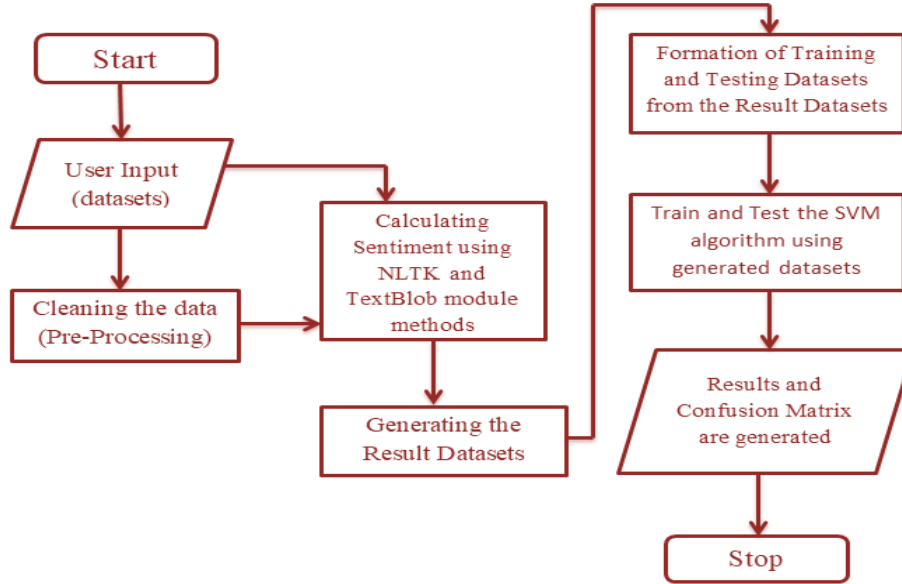 Start
User Input
(datasets)
Cleaning the data
(Pre-Processing)
Calculating
Sentiment using
NLTK and
TextBlob module
methods
Generating the
Result Datasets
Formation of Training
and Testing Datasets
from the Result Datasets
Train and Test the SVM
algorithm using
generated datasets
Results and
Confusion Matrix
are generated
Stop